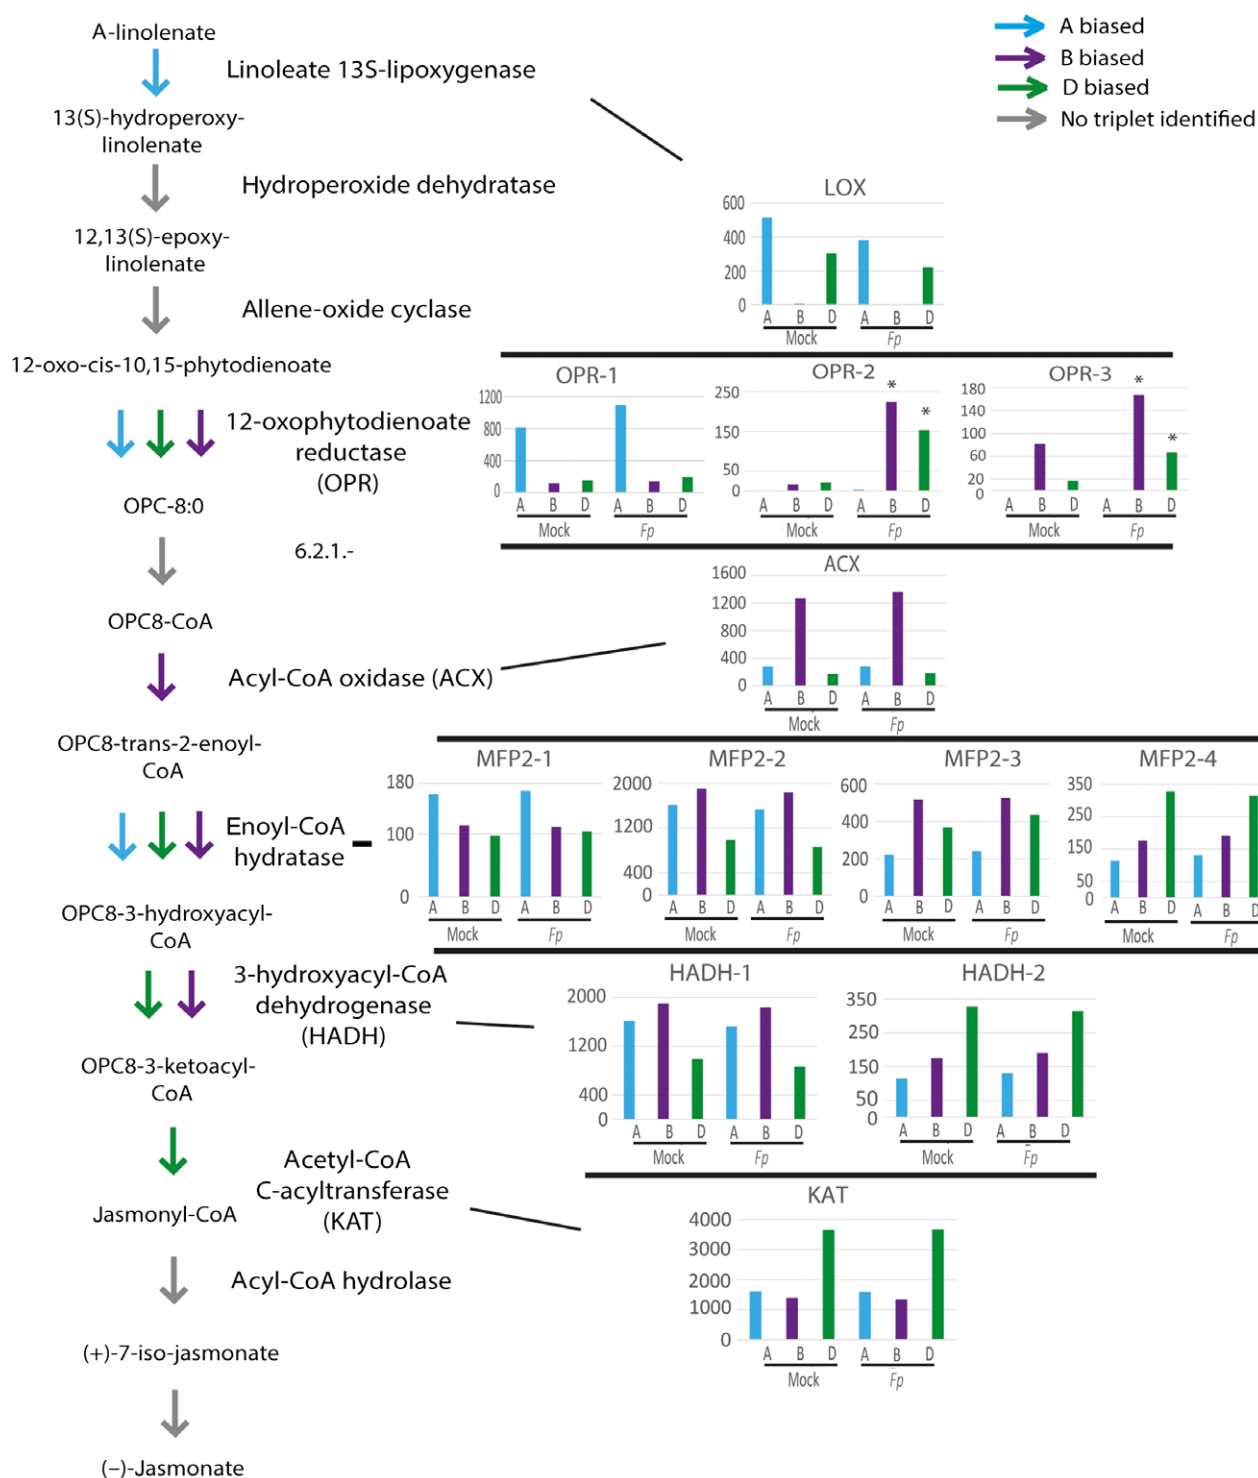 A-linolenate
Linoleate 13S-lipoxygenase
13(S)-hydroperoxy-
linolenate
Hydroperoxide dehydratase
12,13(S)-epoxy-
linolenate
Allene-oxide cyclase
12-oxo-cis-10,15-phytodienoate
12-oxophytodienoate
reductase
(OPR)
OPC-8:0
6.2.1.-
OPC8-CoA
Acyl-CoA oxidase (ACX)
OPC8-trans-2-enoyl-
CoA
Enoyl-CoA
hydratase
OPC8-3-hydroxyacyl-
CoA
3-hydroxyacyl-CoA
dehydrogenase
(HADH)
OPC8-3-ketoacyl-
CoA
Acetyl-CoA
C-acyltransferase
(KAT)
Jasmonyl-CoA
Acyl-CoA hydrolase
(+)-7-iso-jasmonate
(–)-Jasmonate
A biased
B biased
D biased
No triplet identified
LOX
600
400
200
0
A B D A B D
Mock Fp
OPR-1
1200
800
400
0
A B D A B D
Mock Fp
OPR-2
250
150
50
0
* *
A B D A B D
Mock Fp
OPR-3
180
140
100
60
20
0
* *
A B D A B D
Mock Fp
ACX
1600
1200
800
400
0
A B D A B D
Mock Fp
MFP2-1
180
100
0
A B D A B D
Mock Fp
MFP2-2
2000
1200
400
0
A B D A B D
Mock Fp
MFP2-3
600
400
200
0
A B D A B D
Mock Fp
MFP2-4
350
250
150
50
0
A B D A B D
Mock Fp
HADH-1
2000
1200
400
0
A B D A B D
Mock Fp
HADH-2
350
250
150
50
0
A B D A B D
Mock Fp
KAT
4000
3000
2000
1000
0
A B D A B D
Mock Fp